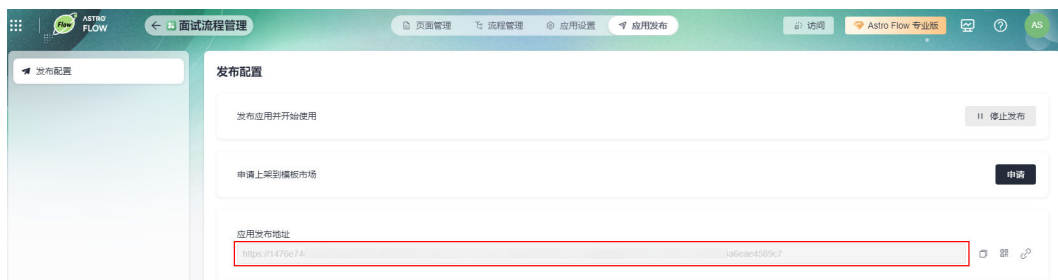 Flow ASTRO FLOW
面试流程管理
页面管理 流程管理 应用设置 应用发布
访问 Astro Flow 专业版 AS
发布配置
发布配置
发布应用并开始使用 停止发布
申请上架到模板市场 申请
应用发布地址
https://1476e74 la6eae4589c7